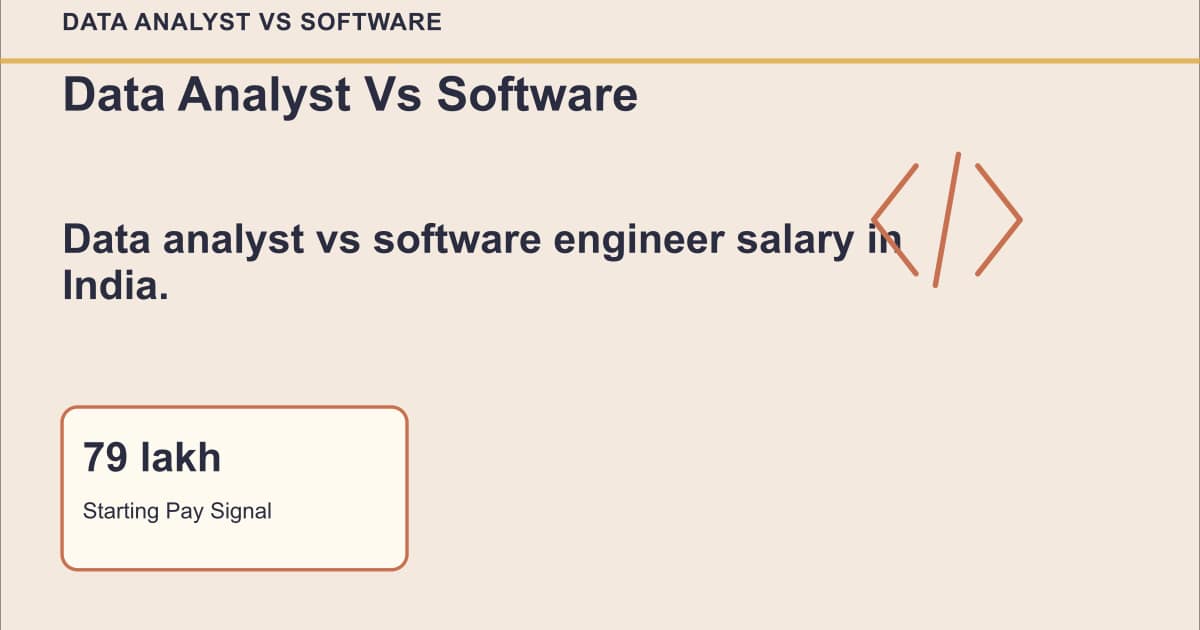 DATA ANALYST VS SOFTWARE
Data Analyst Vs Software
Data analyst vs software engineer salary in
India.
79 lakh
Starting Pay Signal